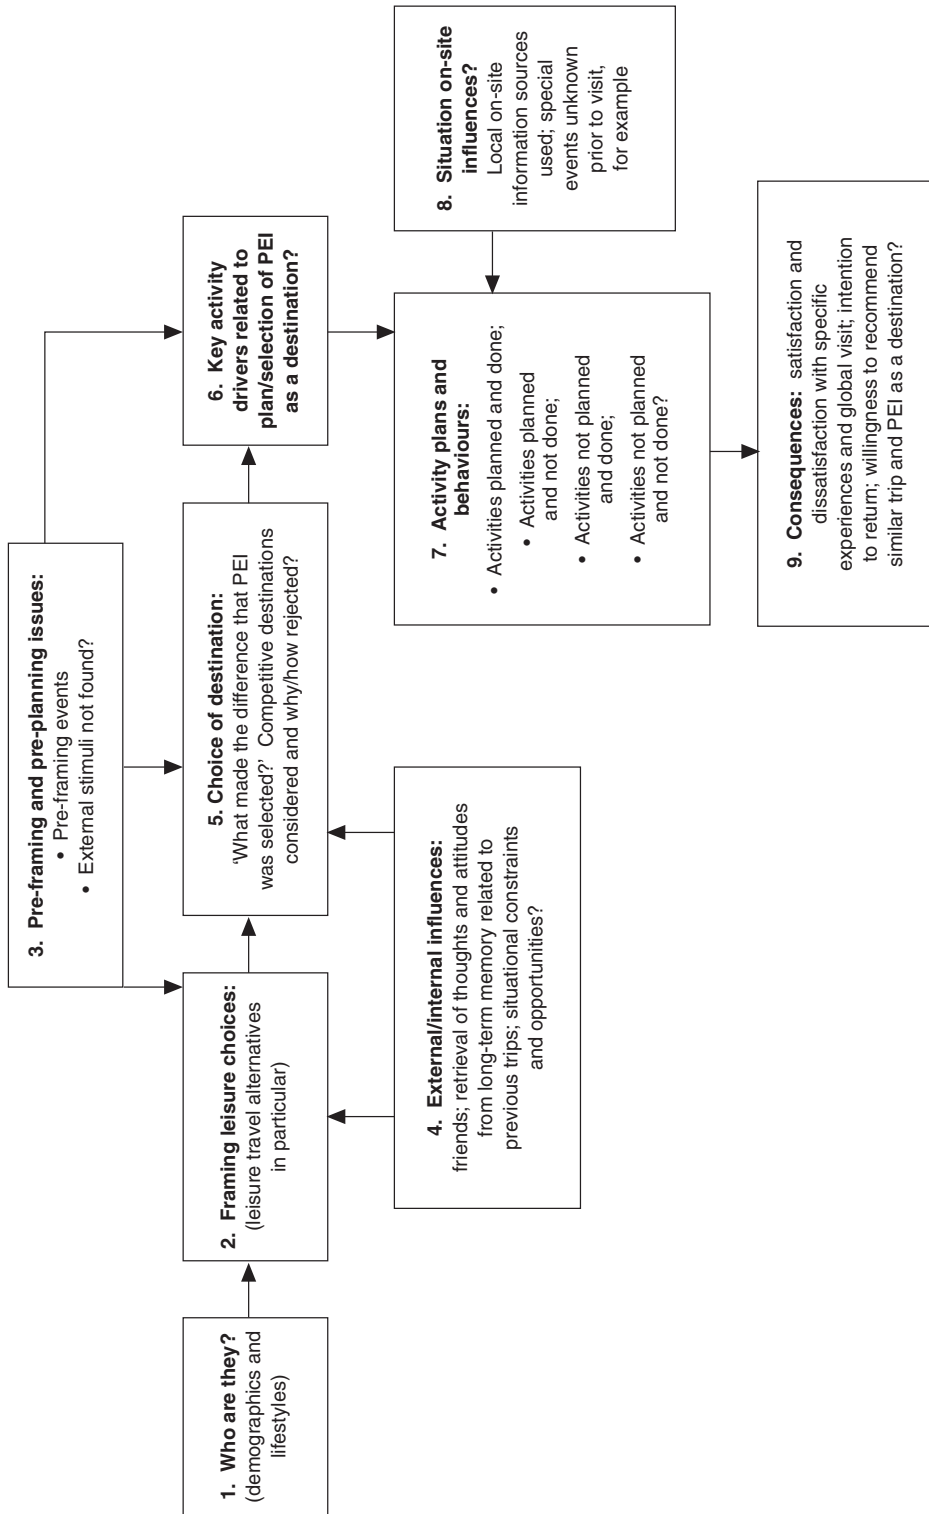 1. Who are they?
(demographics and
lifestyles)
2. Framing leisure choices:
(leisure travel alternatives
in particular)
3. Pre-framing and pre-planning issues:
• Pre-framing events
• External stimuli not found?
4. External/internal influences:
friends; retrieval of thoughts and attitudes
from long-term memory related to
previous trips; situational constraints
and opportunities?
5. Choice of destination:
‘What made the difference that PEI
was selected?’ Competitive destinations
considered and why/how rejected?
6. Key activity
drivers related to
plan/selection of PEI
as a destination?
7. Activity plans and
behaviours:
• Activities planned and done;
• Activities planned
and not done;
• Activities not planned
and done;
• Activities not planned
and not done?
8. Situation on-site
influences?
Local on-site
information sources
used; special
events unknown
prior to visit,
for example
9. Consequences: satisfaction and
dissatisfaction with specific
experiences and global visit; intention
to return; willingness to recommend
similar trip and PEI as a destination?